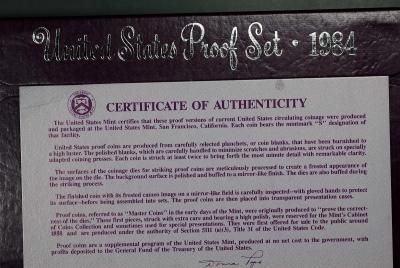 United States Proof Set · 1984
CERTIFICATE OF AUTHENTICITY
The United States Mint certifies that these proof versions of current United States circulating coinage were produced
and packaged at the United States Mint, San Francisco, California. Each coin bears the mintmark "S" designation of
that facility.
United States proof coins are produced from carefully selected planchets, or coin blanks, that have been burnished to
a high luster. The polished blanks, which are carefully handled to minimize scratches and abrasions, are struck on specially
adapted coining presses. Each coin is struck at least twice to bring forth the most minute detail with remarkable clarity.
The surfaces of the coinage dies for striking proof coins are meticulously processed to create a frosted appearance of
the images on the die. The background surface is polished and buffed to a mirror-like finish. The dies are also buffed during
the striking process.
The finished coin with its frosted cameo image on a mirror-like field is carefully inspected—with gloved hands to protect
its surface—before being assembled into sets. The proof coins are then placed into transparent presentation cases.
Proof coins, referred to as "Master Coins" in the early days of the Mint, were originally produced to "prove the correct-
ness of the dies." These first pieces, struck with extra care and bearing a high polish, were reserved for the Mint's Cabinet
of Coins Collection and sometimes used for special presentations. They were first offered for sale to the public around
1858 and are produced under the authority of Section 5111 (a)(3), Title 31 of the United States Code.
Proof coins are a supplemental program of the United States Mint, produced at no net cost to the government, with
profits deposited to the General Fund of the Treasury of the United States.
Donna Pope